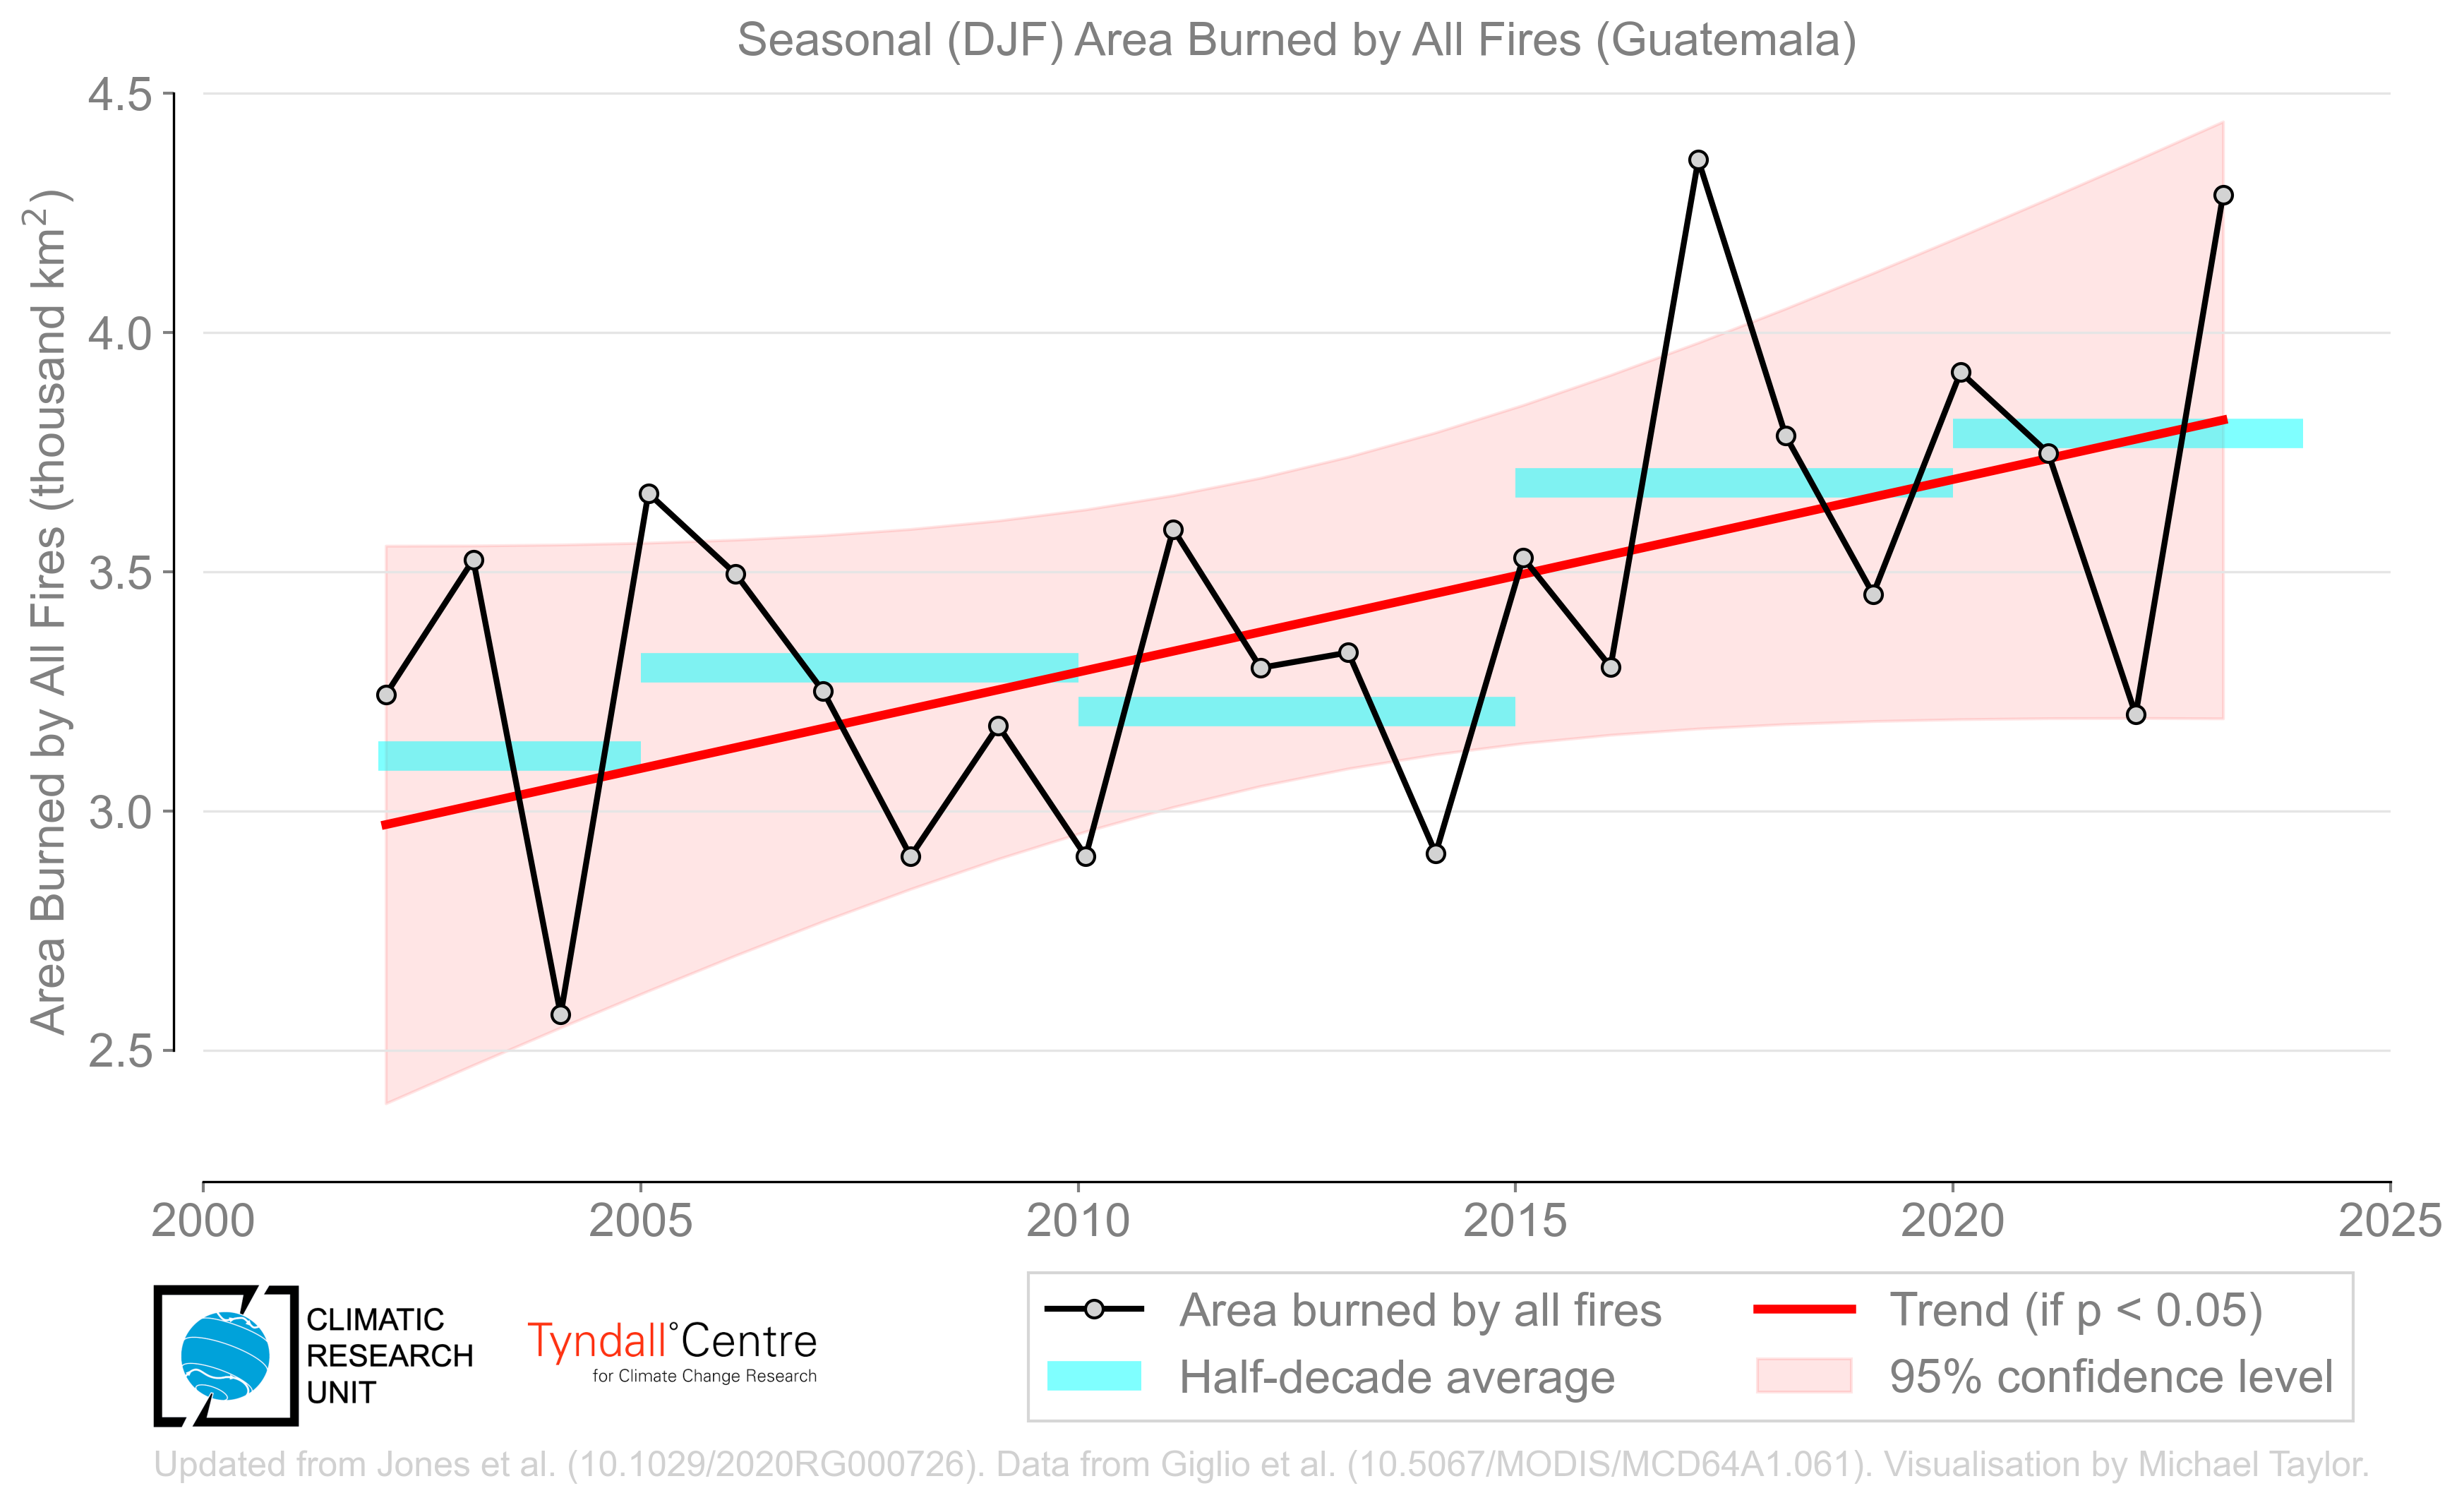 Seasonal (DJF) Area Burned by All Fires (Guatemala)
Area Burned by All Fires (thousand km²)
4.5
4.0
3.5
3.0
2.5
2000 2005 2010 2015 2020 2025
CLIMATIC
RESEARCH
UNIT
Tyndall°Centre
for Climate Change Research
Area burned by all fires
Half-decade average
Trend (if p < 0.05)
95% confidence level
Updated from Jones et al. (10.1029/2020RG000726). Data from Giglio et al. (10.5067/MODIS/MCD64A1.061). Visualisation by Michael Taylor.